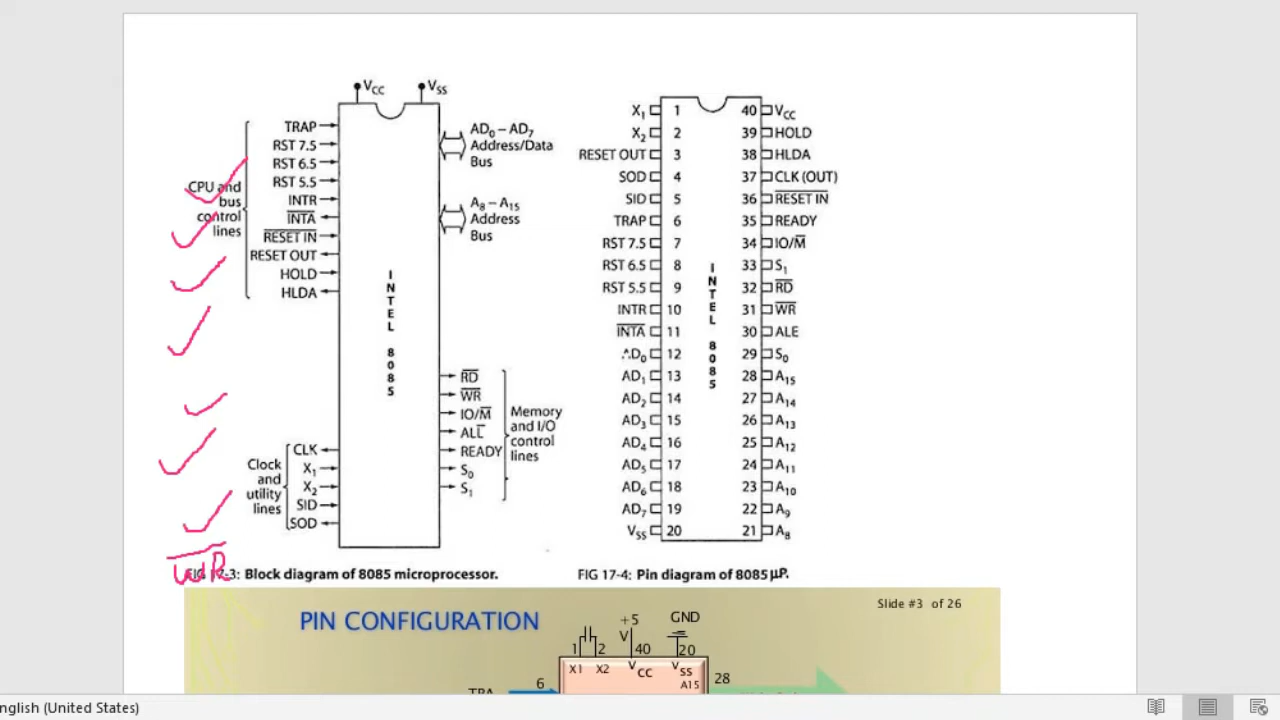 VCC
VSS
TRAP
RST 7.5
RST 6.5
RST 5.5
INTR
INTA
RESET IN
RESET OUT
HOLD
HLDA
CPU and
bus
control
lines
AD0 – AD7
Address/Data
Bus
A8 – A15
Address
Bus
INTEL 8085
RD
WR
IO/M
ALE
READY
S0
S1
Memory
and I/O
control
lines
CLK
X1
X2
SID
SOD
Clock
and
utility
lines
WR
FIG 17-3: Block diagram of 8085 microprocessor.
X1 1 40 VCC
X2 2 39 HOLD
RESET OUT 3 38 HLDA
SOD 4 37 CLK (OUT)
SID 5 36 RESET IN
TRAP 6 35 READY
RST 7.5 7 34 IO/M
RST 6.5 8 33 S1
RST 5.5 9 32 RD
INTR 10 31 WR
INTA 11 30 ALE
AD0 12 29 S0
AD1 13 28 A15
AD2 14 27 A14
AD3 15 26 A13
AD4 16 25 A12
AD5 17 24 A11
AD6 18 23 A10
AD7 19 22 A9
VSS 20 21 A8
INTEL 8085
FIG 17-4: Pin diagram of 8085 μP.
Slide #3 of 26
PIN CONFIGURATION
+5
V
GND
1 2 40 20
X1 X2 VCC VSS
A15 28
6
nglish (United States)